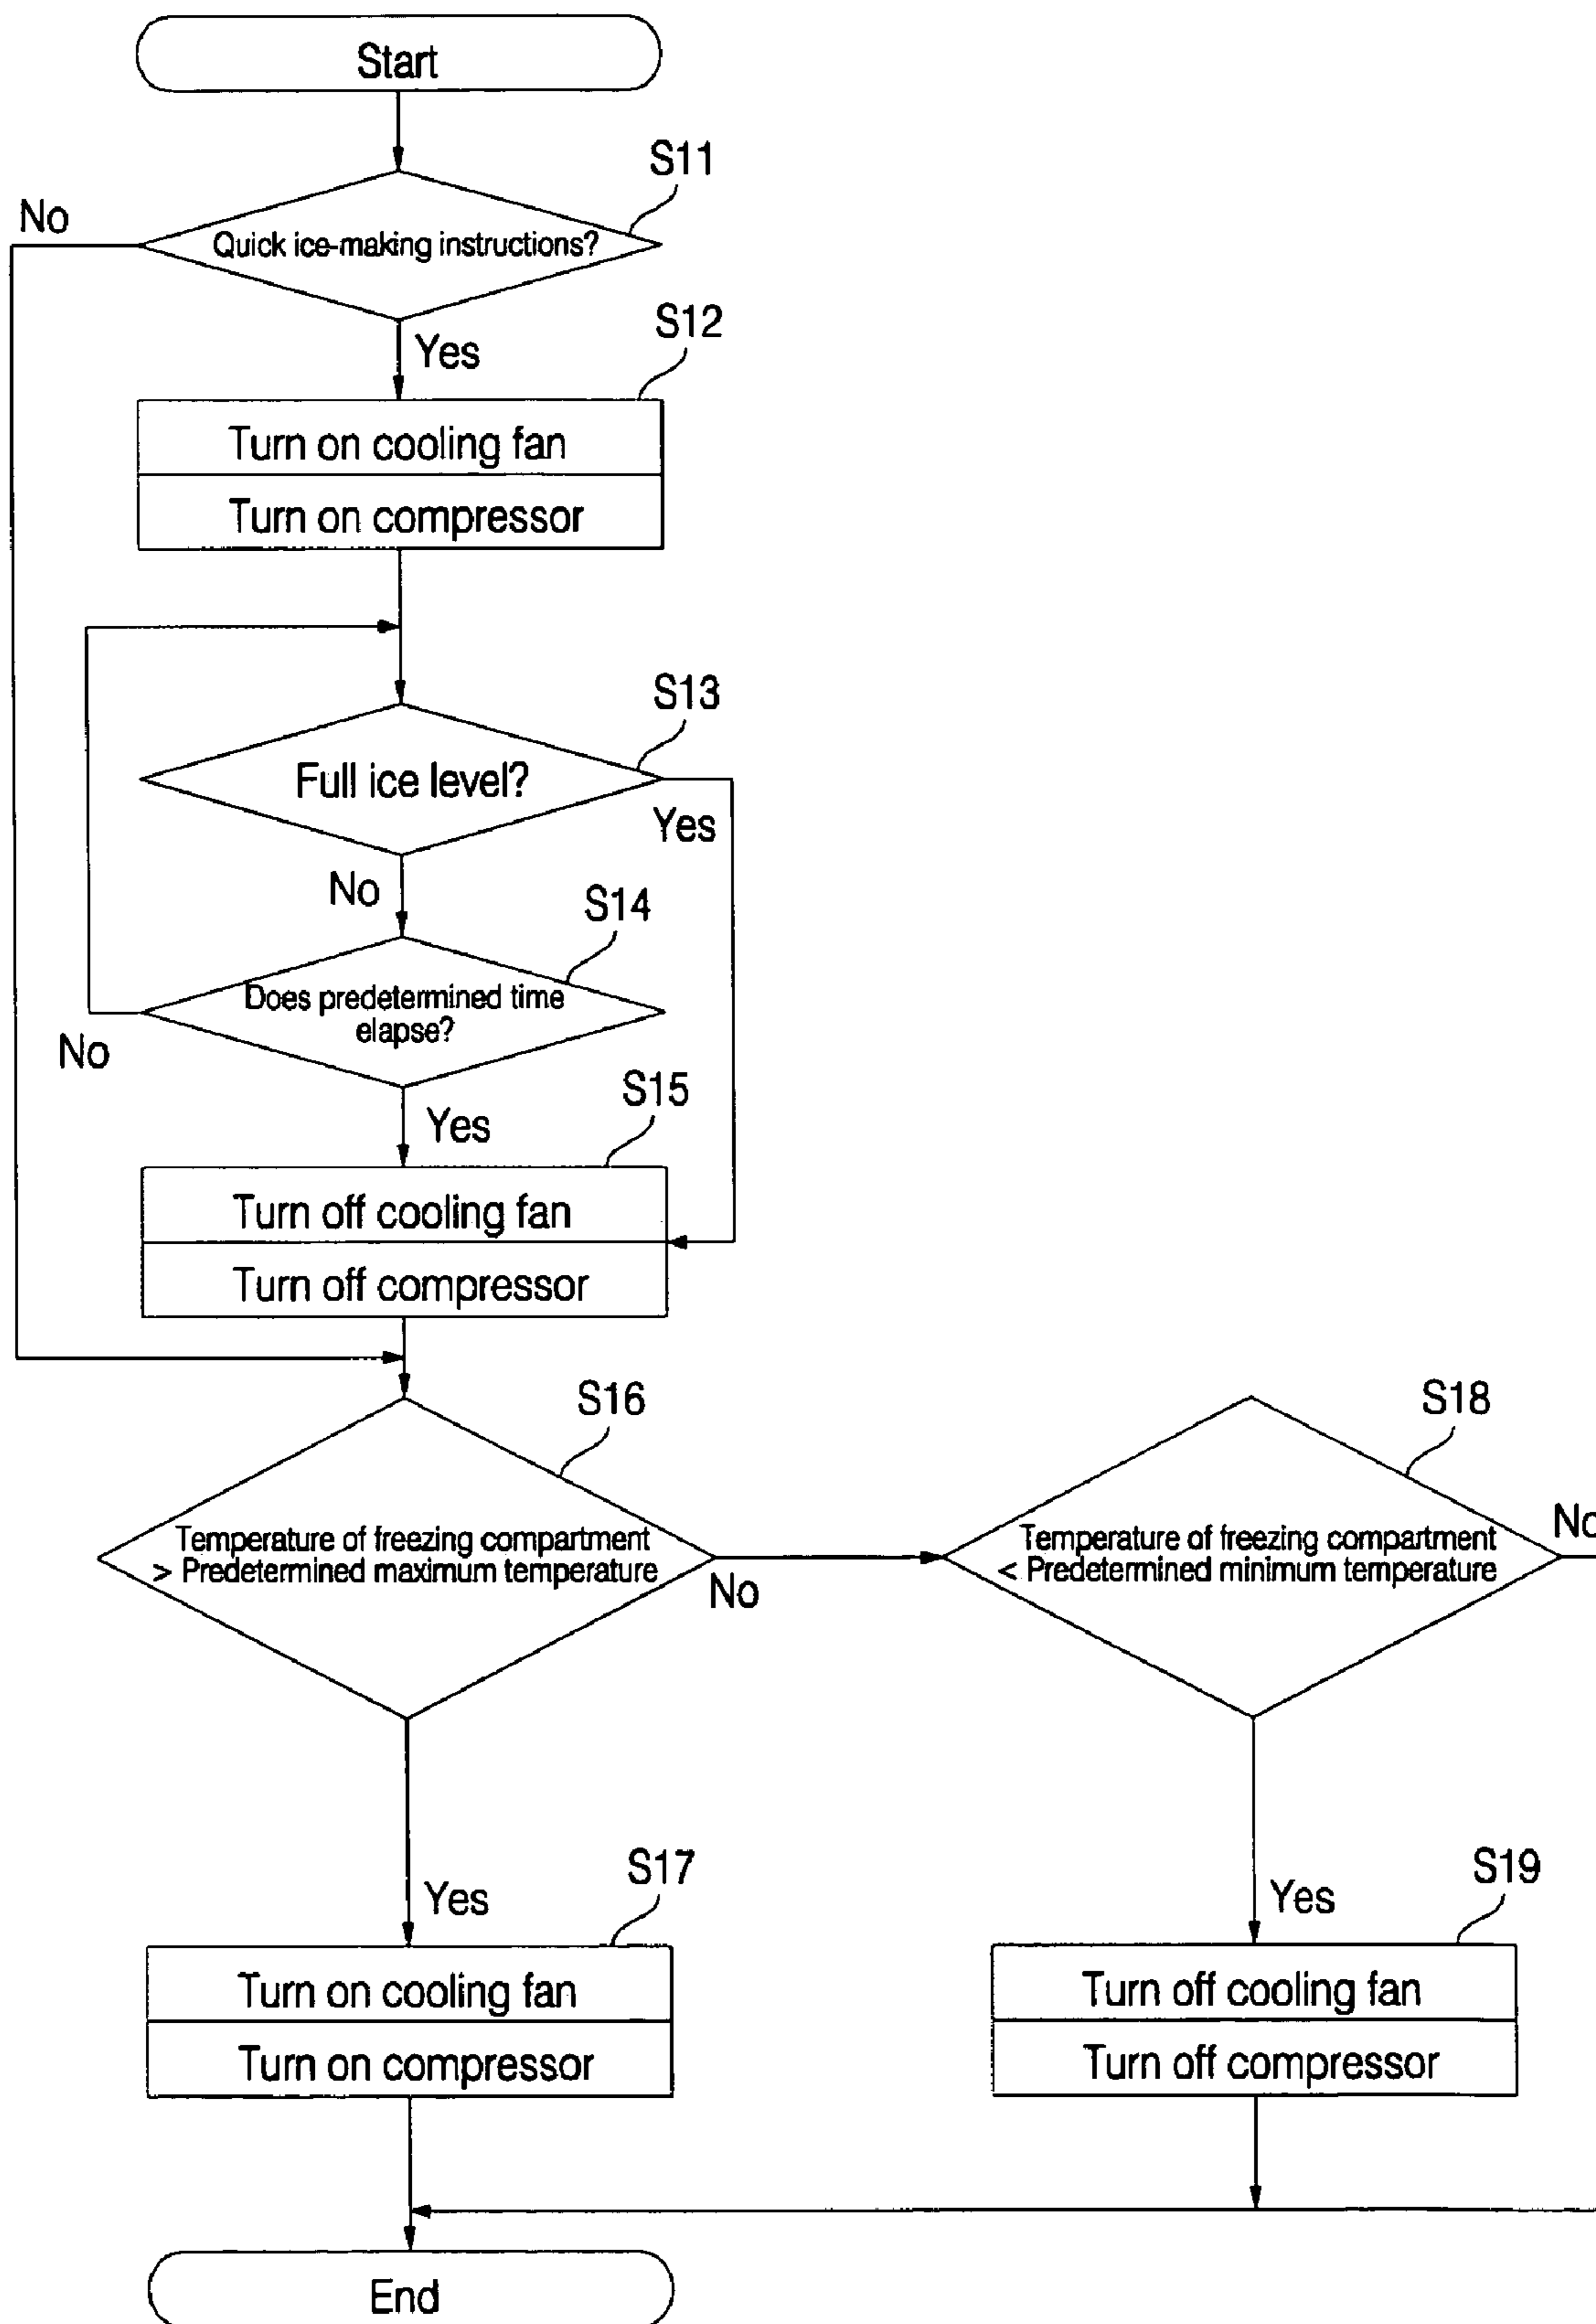 Start
S11
No
Quick ice-making instructions?
S12
Yes
Turn on cooling fan
Turn on compressor
S13
Full ice level?
Yes
No
S14
Does predetermined time
elapse?
No
S15
Yes
Turn off cooling fan
Turn off compressor
S16
Temperature of freezing compartment
> Predetermined maximum temperature
No
S18
Temperature of freezing compartment
< Predetermined minimum temperature
No
S17
Yes
Turn on cooling fan
Turn on compressor
S19
Yes
Turn off cooling fan
Turn off compressor
End